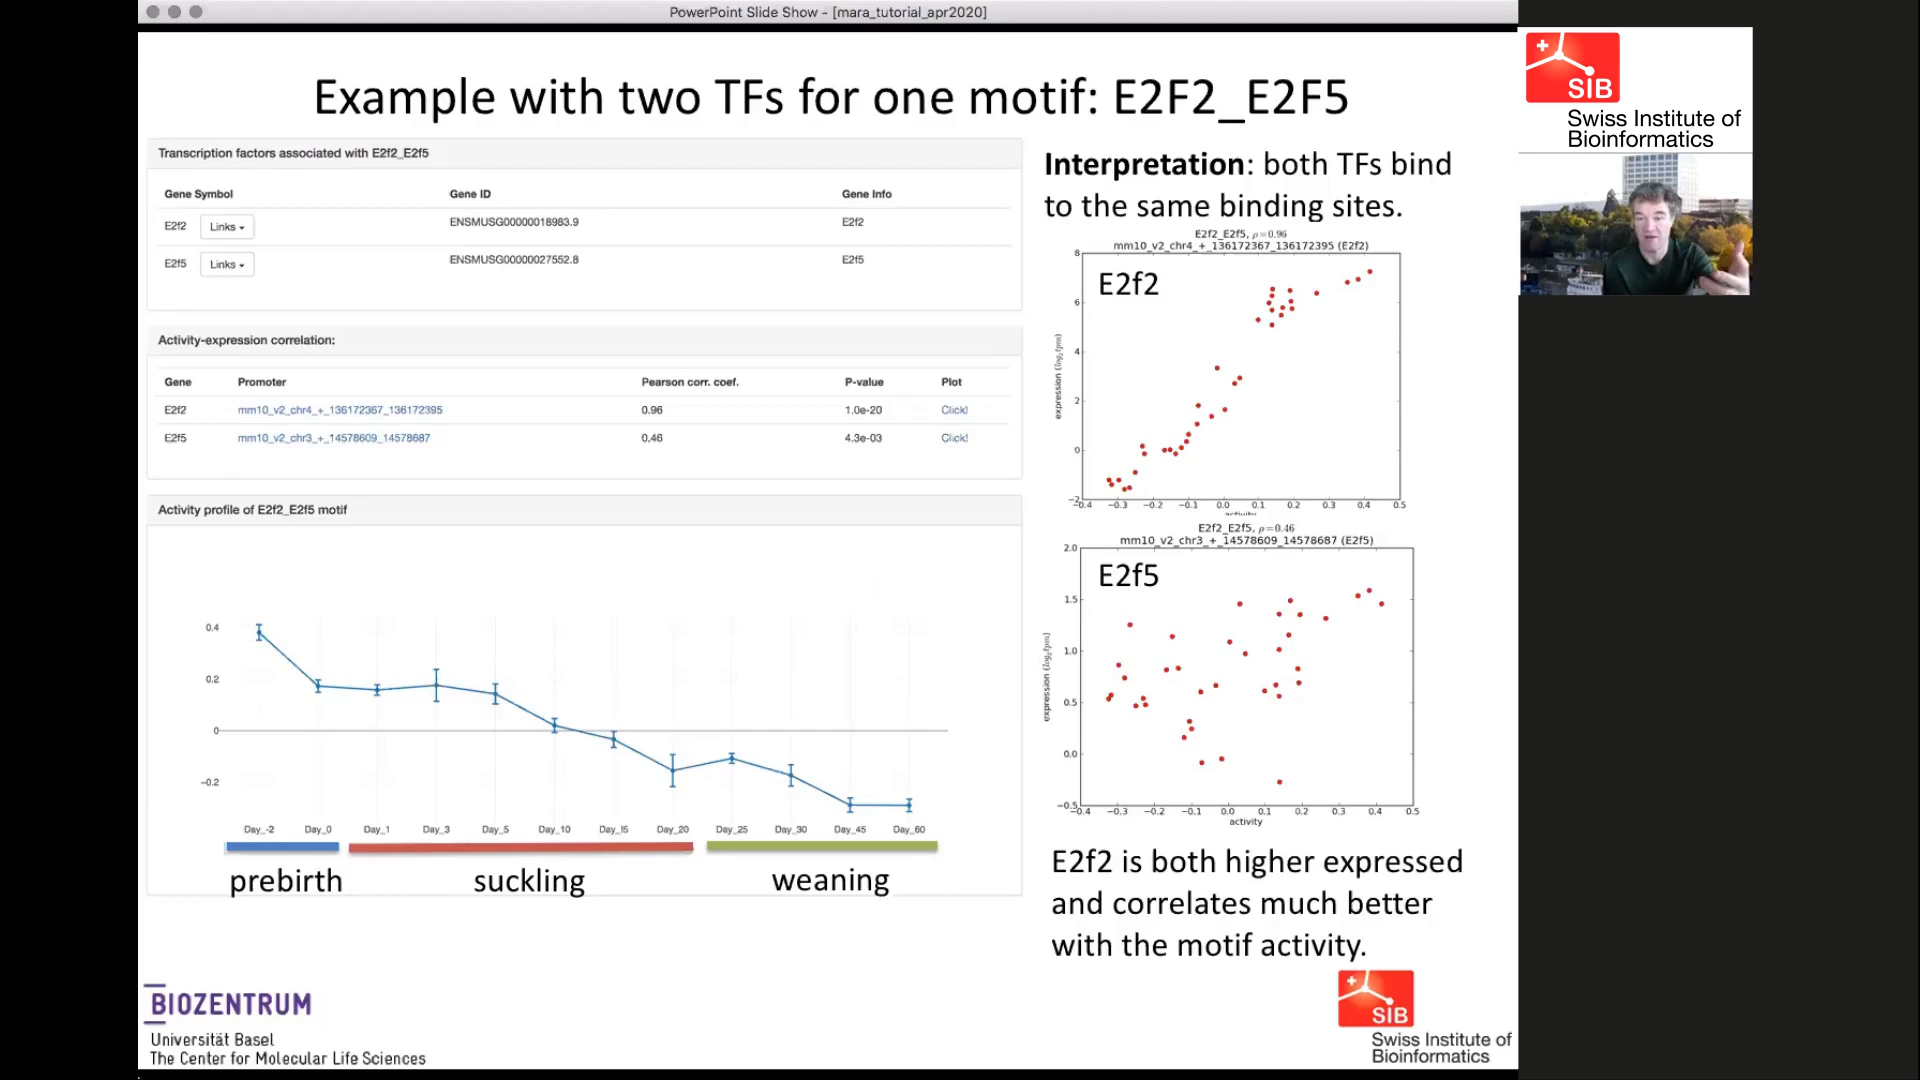 PowerPoint Slide Show - [mara_tutorial_apr2020]
Example with two TFs for one motif: E2F2_E2F5
Transcription factors associated with E2f2_E2f5
Gene Symbol Gene ID Gene Info
E2f2 Links ENSMUSG00000018983.9 E2f2
E2f5 Links ENSMUSG00000027552.8 E2f5
Activity-expression correlation:
Gene Promoter Pearson corr. coef. P-value Plot
E2f2 mm10_v2_chr4_+_136172367_136172395 0.96 1.0e-20 Click!
E2f5 mm10_v2_chr3_+_14578609_14578687 0.46 4.3e-03 Click!
Activity profile of E2f2_E2f5 motif
0.4
0.2
0
−0.2
Day_-2 Day_0 Day_1 Day_3 Day_5 Day_10 Day_15 Day_20 Day_25 Day_30 Day_45 Day_60
prebirth suckling weaning
Interpretation: both TFs bind
to the same binding sites.
E2f2_E2f5, ρ=0.96
mm10_v2_chr4_+_136172367_136172395 (E2f2)
E2f2
expression (log₂ tpm)
8
6
4
2
0
−2
−0.4 −0.3 −0.2 −0.1 0.0 0.1 0.2 0.3 0.4 0.5
activity
E2f2_E2f5, ρ=0.46
mm10_v2_chr3_+_14578609_14578687 (E2f5)
E2f5
expression (log₂ tpm)
2.0
1.5
1.0
0.5
0.0
−0.5
−0.4 −0.3 −0.2 −0.1 0.0 0.1 0.2 0.3 0.4 0.5
activity
E2f2 is both higher expressed
and correlates much better
with the motif activity.
BIOZENTRUM
Universität Basel
The Center for Molecular Life Sciences
SIB
Swiss Institute of
Bioinformatics
SIB
Swiss Institute of
Bioinformatics